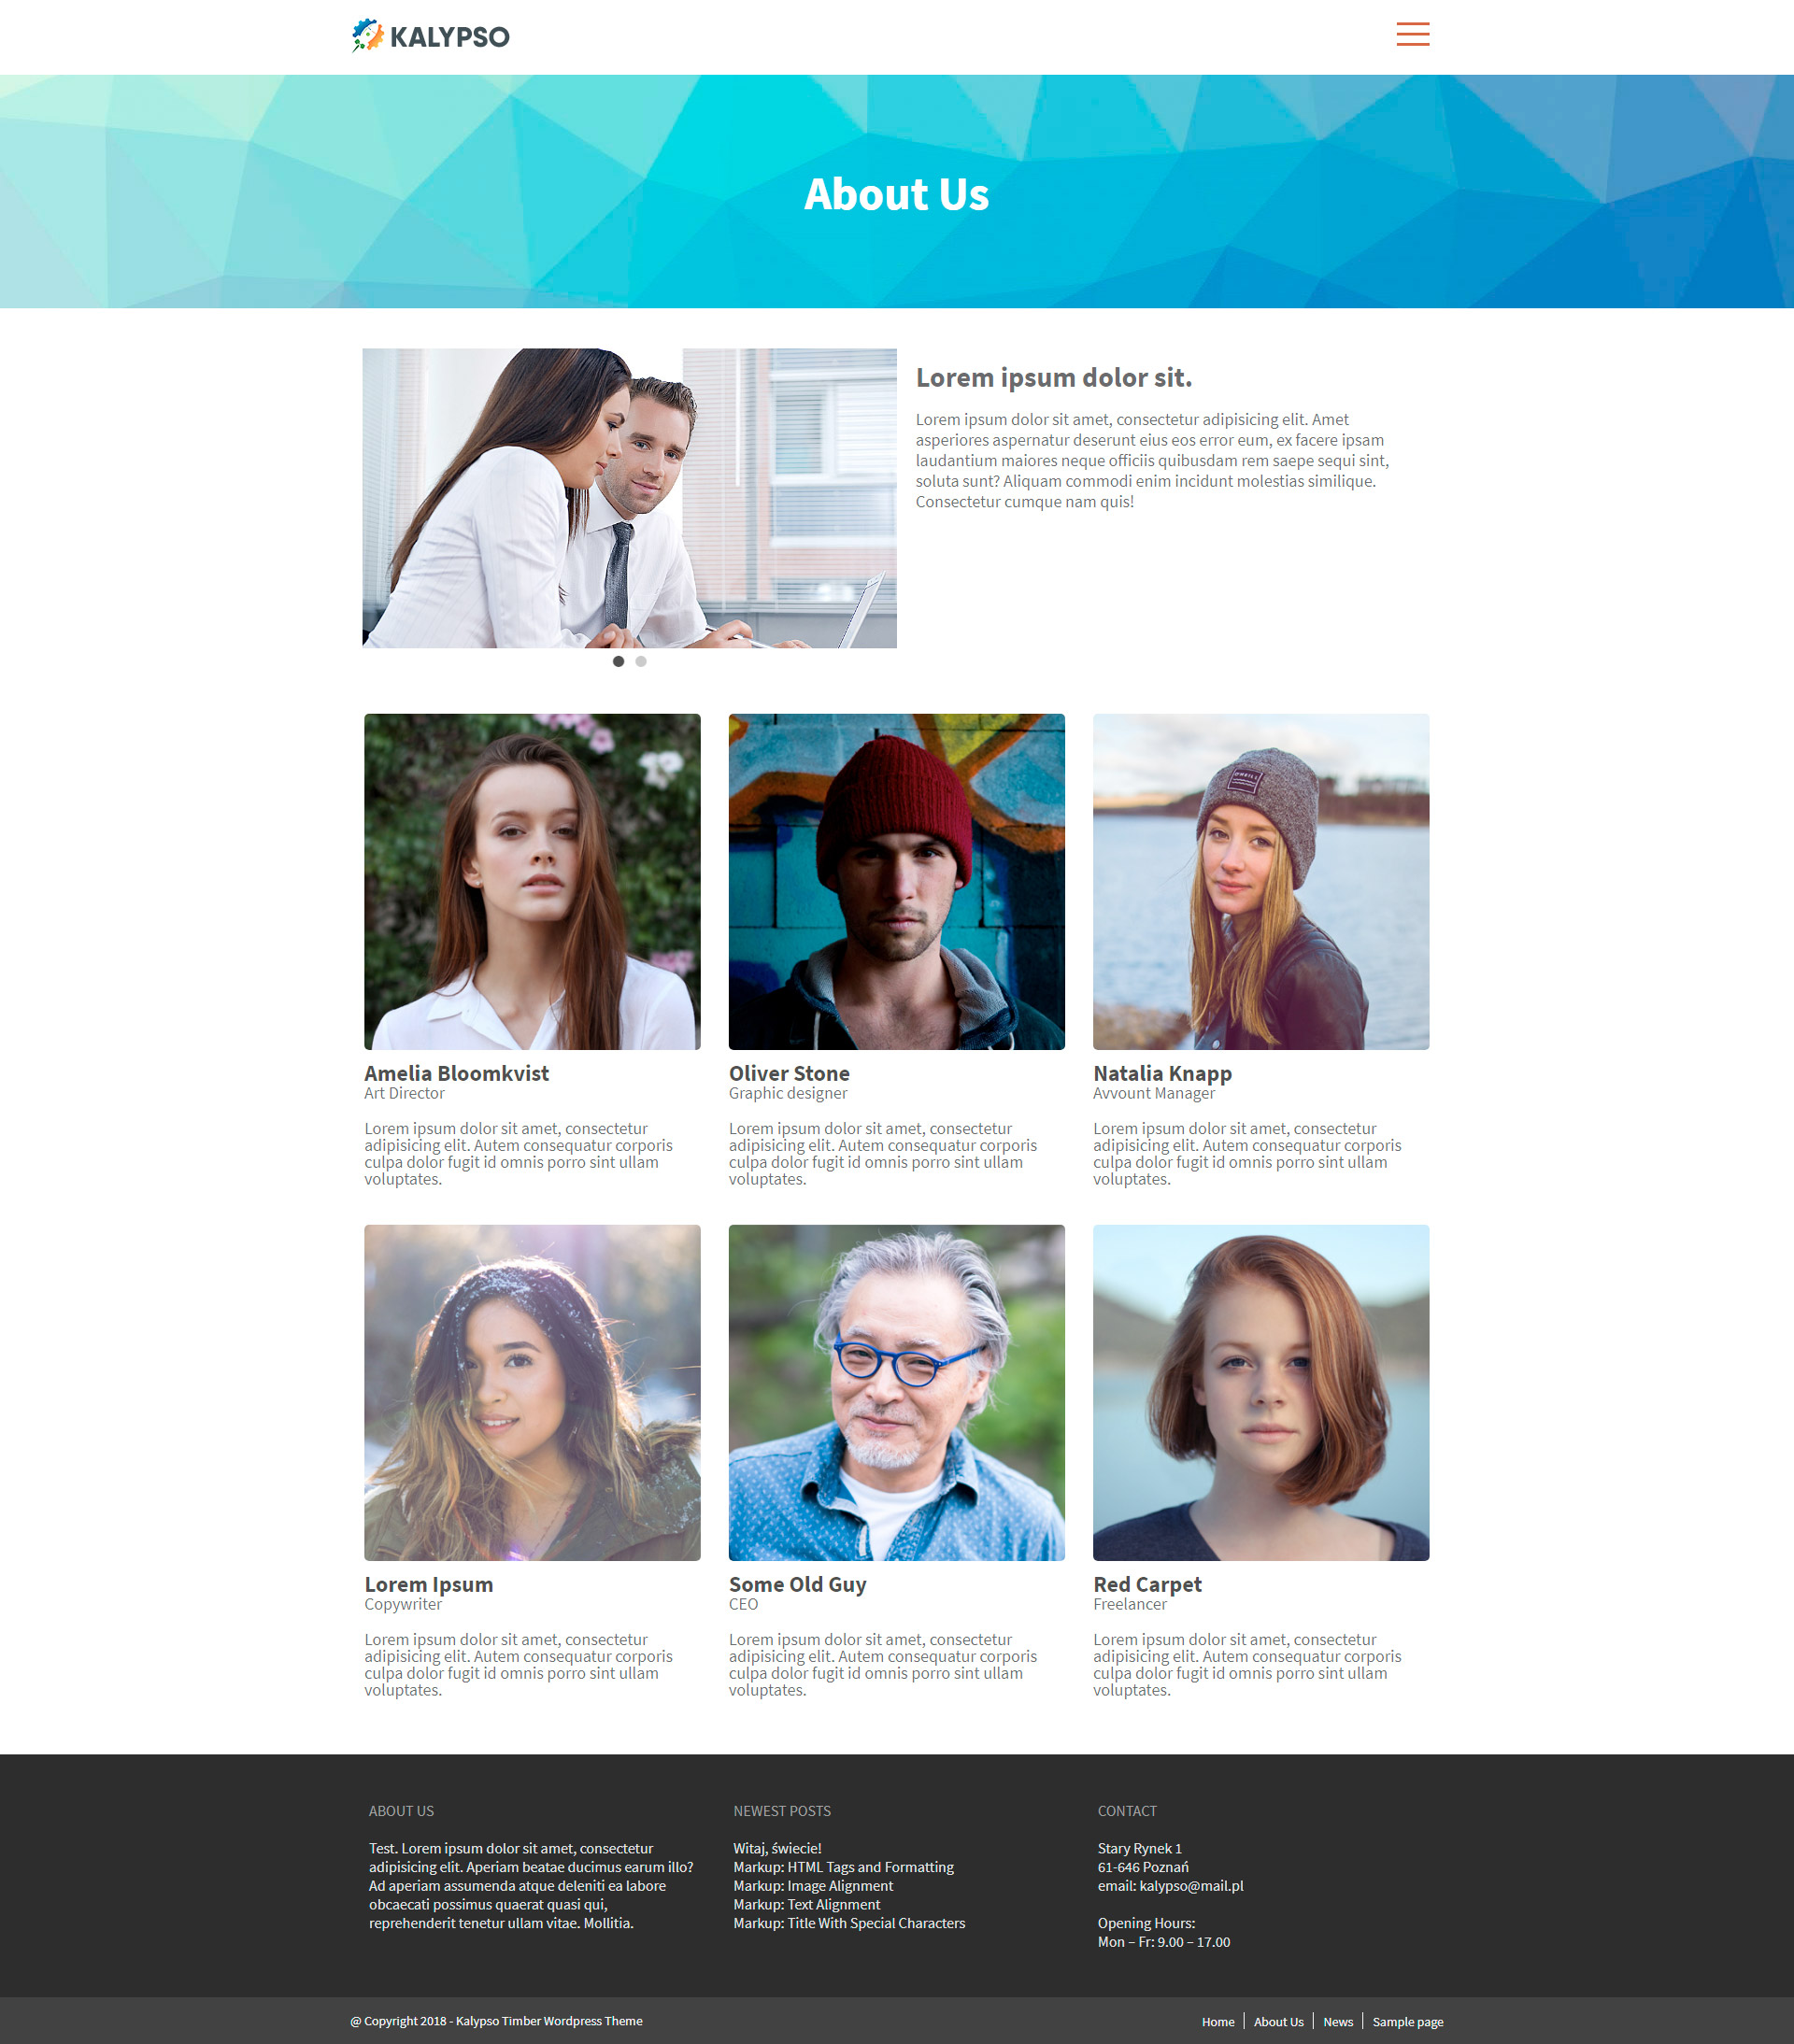 KALYPSO
About Us
Lorem ipsum dolor sit.
Lorem ipsum dolor sit amet, consectetur adipisicing elit. Amet
asperiores aspernatur deserunt eius eos error eum, ex facere ipsam
laudantium maiores neque officiis quibusdam rem saepe sequi sint,
soluta sunt? Aliquam commodi enim incidunt molestias similique.
Consectetur cumque nam quis!
O'NEILL
Amelia Bloomkvist
Art Director
Lorem ipsum dolor sit amet, consectetur
adipisicing elit. Autem consequatur corporis
culpa dolor fugit id omnis porro sint ullam
voluptates.
Oliver Stone
Graphic designer
Lorem ipsum dolor sit amet, consectetur
adipisicing elit. Autem consequatur corporis
culpa dolor fugit id omnis porro sint ullam
voluptates.
Natalia Knapp
Avvount Manager
Lorem ipsum dolor sit amet, consectetur
adipisicing elit. Autem consequatur corporis
culpa dolor fugit id omnis porro sint ullam
voluptates.
Lorem Ipsum
Copywriter
Lorem ipsum dolor sit amet, consectetur
adipisicing elit. Autem consequatur corporis
culpa dolor fugit id omnis porro sint ullam
voluptates.
Some Old Guy
CEO
Lorem ipsum dolor sit amet, consectetur
adipisicing elit. Autem consequatur corporis
culpa dolor fugit id omnis porro sint ullam
voluptates.
Red Carpet
Freelancer
Lorem ipsum dolor sit amet, consectetur
adipisicing elit. Autem consequatur corporis
culpa dolor fugit id omnis porro sint ullam
voluptates.
ABOUT US
Test. Lorem ipsum dolor sit amet, consectetur
adipisicing elit. Aperiam beatae ducimus earum illo?
Ad aperiam assumenda atque deleniti ea labore
obcaecati possimus quaerat quasi qui,
reprehenderit tenetur ullam vitae. Mollitia.
NEWEST POSTS
Witaj, świecie!
Markup: HTML Tags and Formatting
Markup: Image Alignment
Markup: Text Alignment
Markup: Title With Special Characters
CONTACT
Stary Rynek 1
61-646 Poznań
email: kalypso@mail.pl
Opening Hours:
Mon – Fr: 9.00 – 17.00
@ Copyright 2018 - Kalypso Timber Wordpress Theme
Home | About Us | News | Sample page